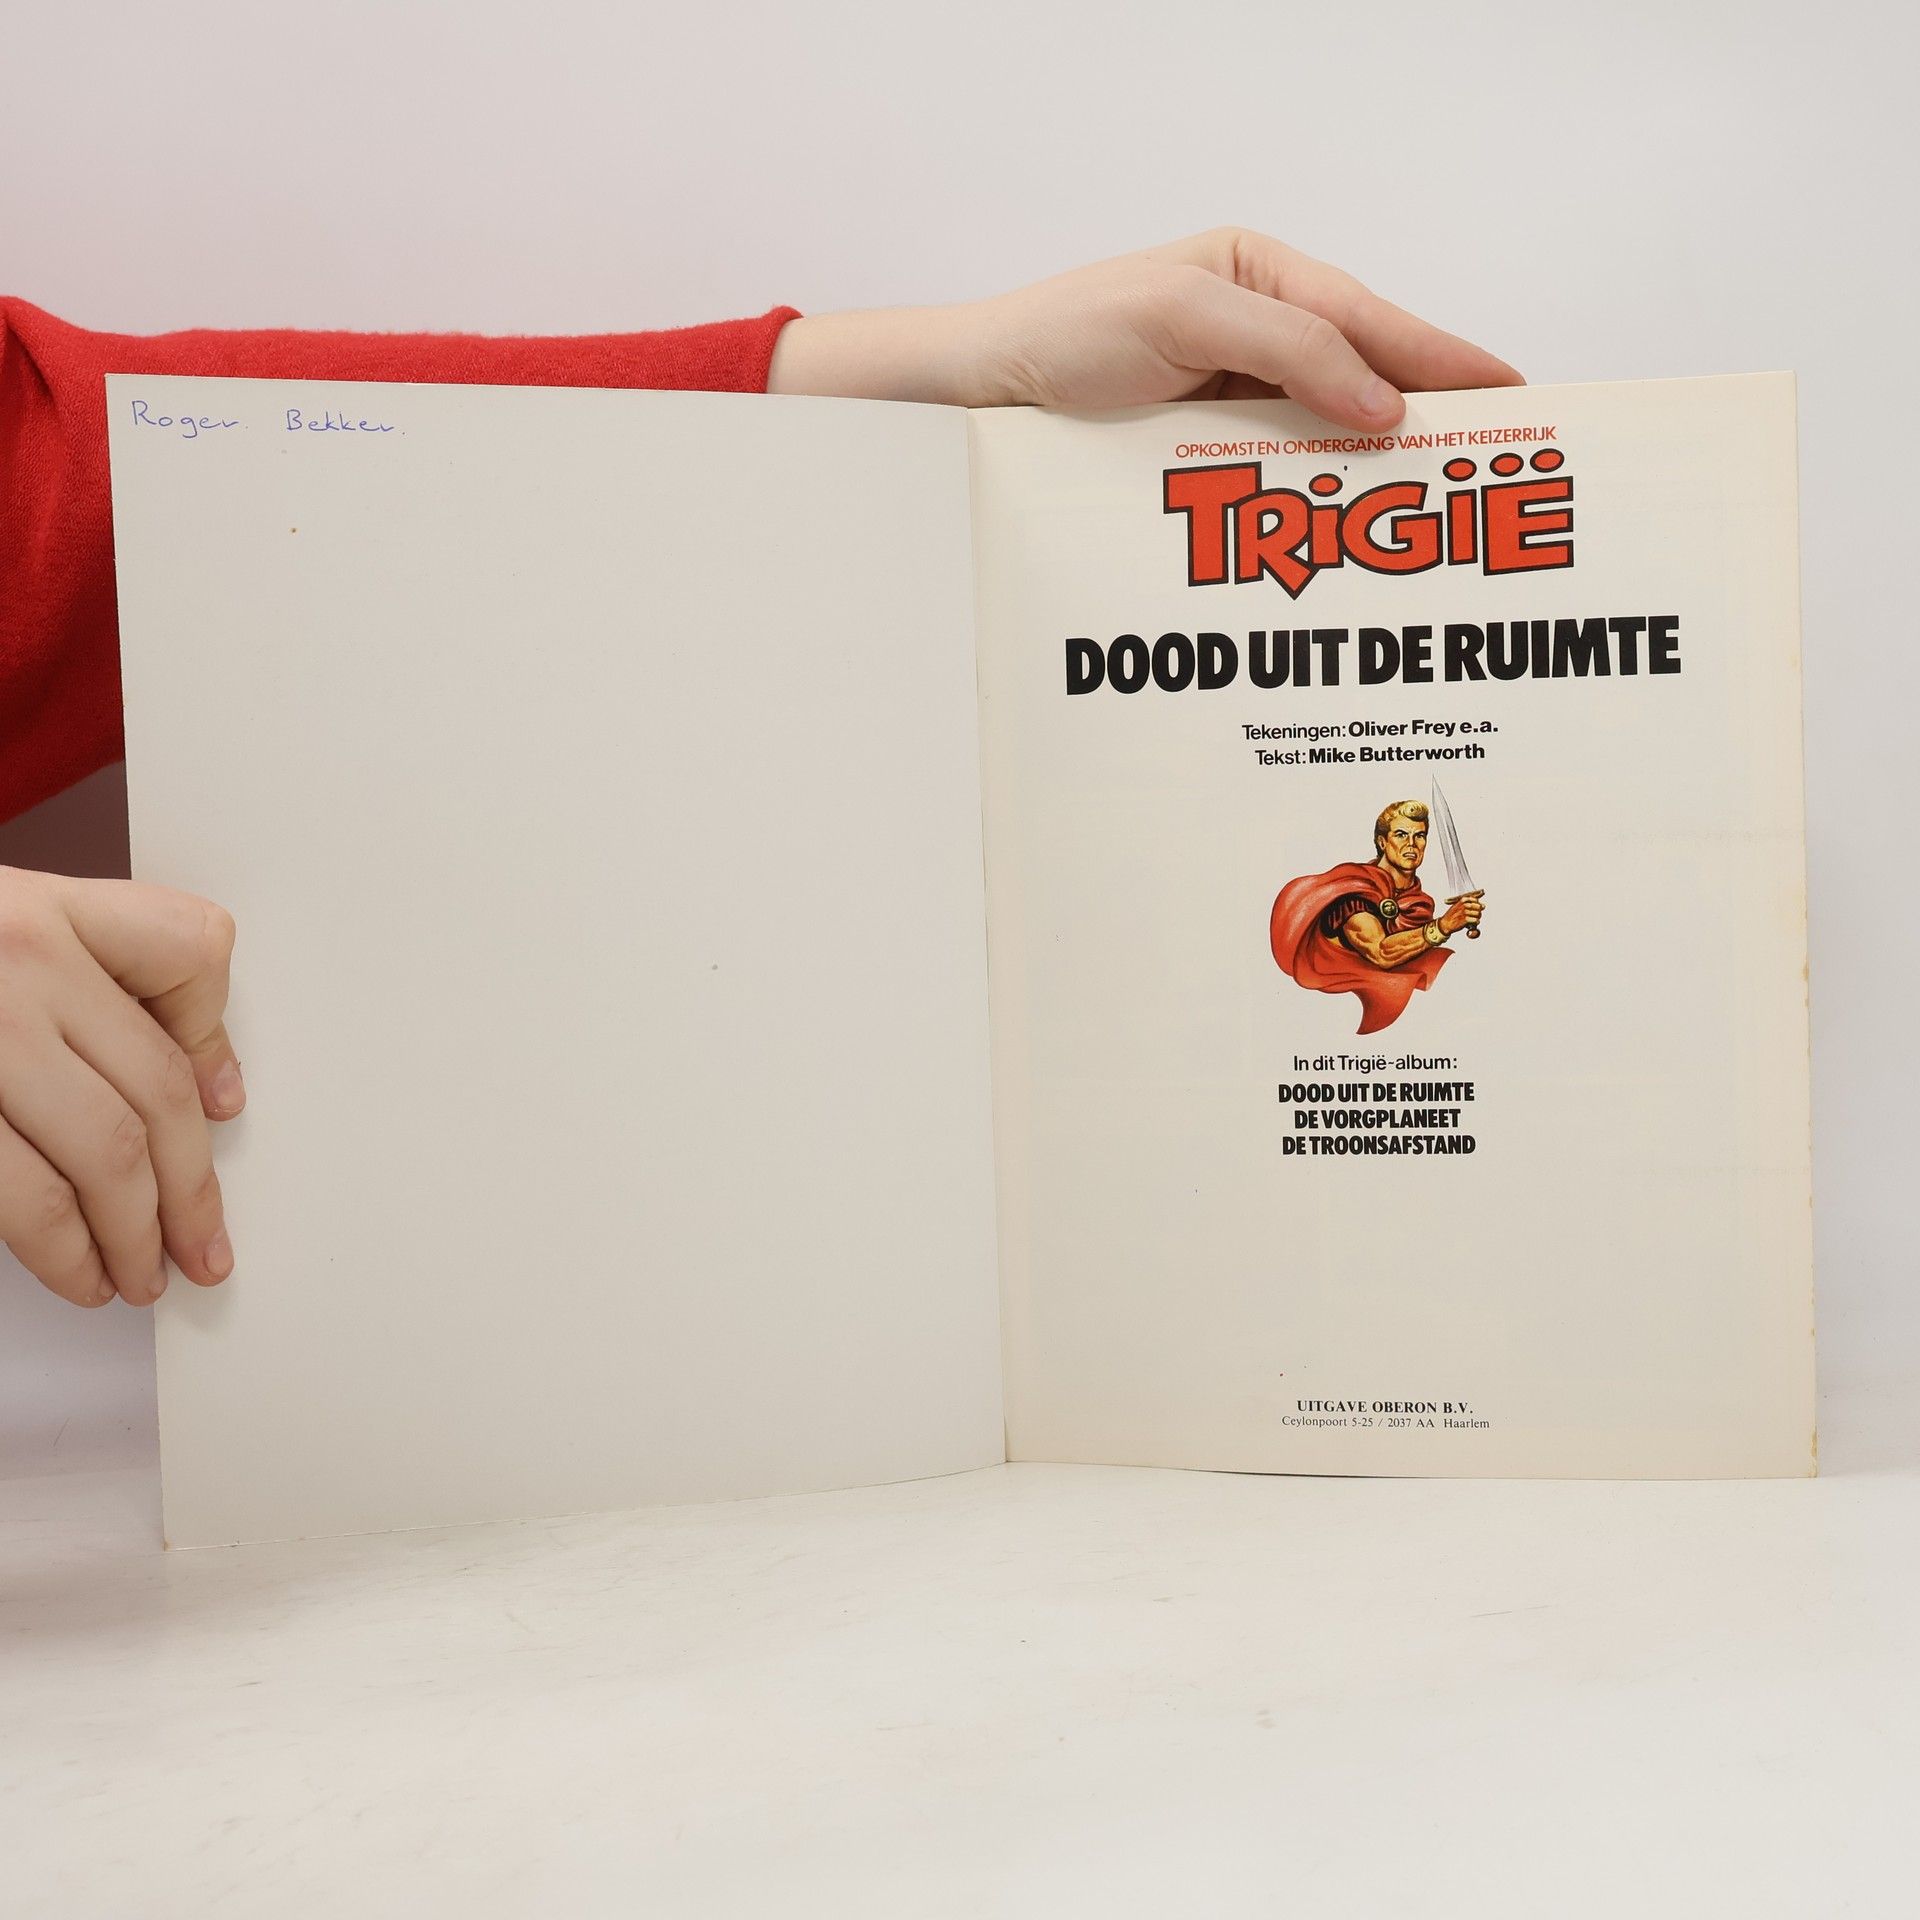 Roger. Bekker.
OPKOMST EN ONDERGANG VAN HET KEIZERRIJK
TRiGiË
DOOD UIT DE RUIMTE
Tekeningen: Oliver Frey e.a.
Tekst: Mike Butterworth
In dit Trigië-album:
DOOD UIT DE RUIMTE
DE VORGPLANEET
DE TROONSAFSTAND
UITGAVE OBERON B.V.
Ceylonpoort 5-25 / 2037 AA Haarlem